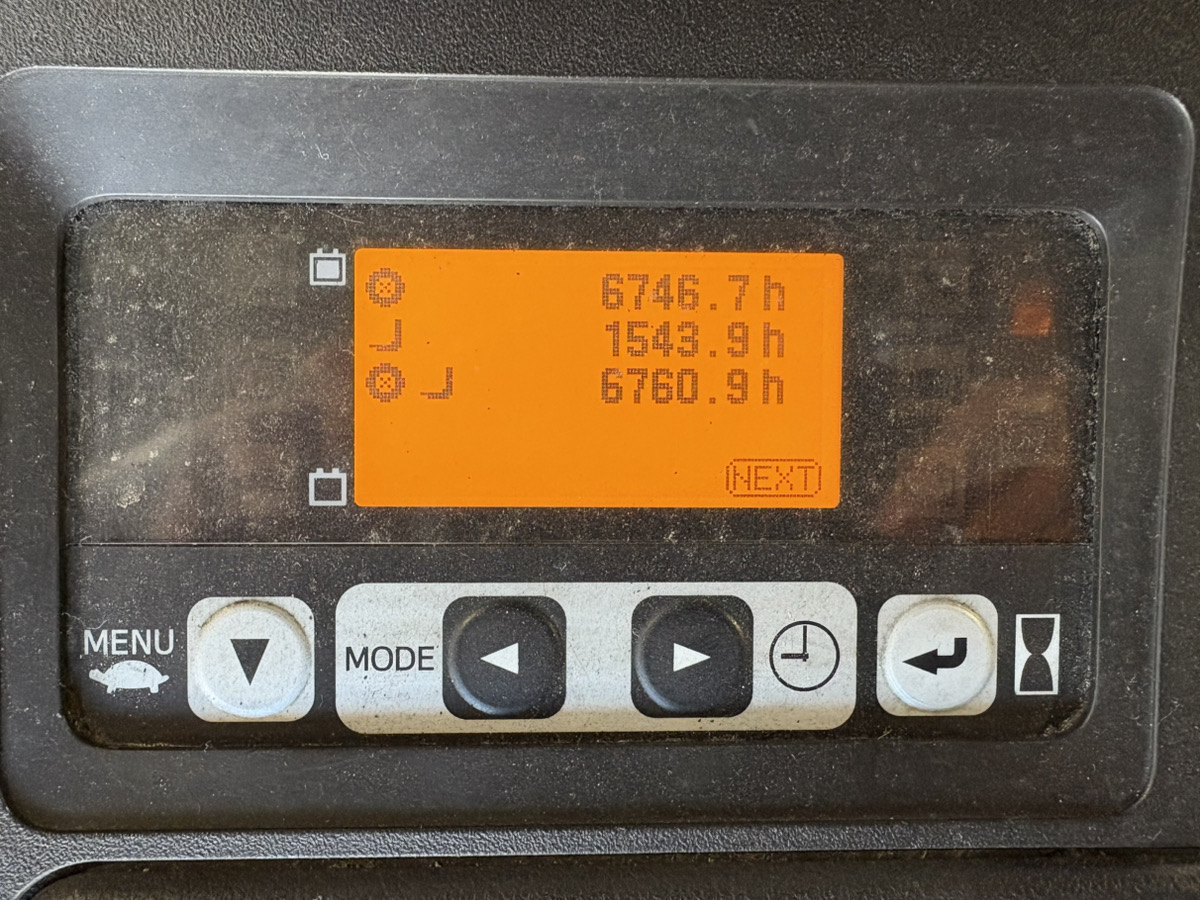 6746.7h
1543.9h
6760.9h
NEXT
MENU
MODE